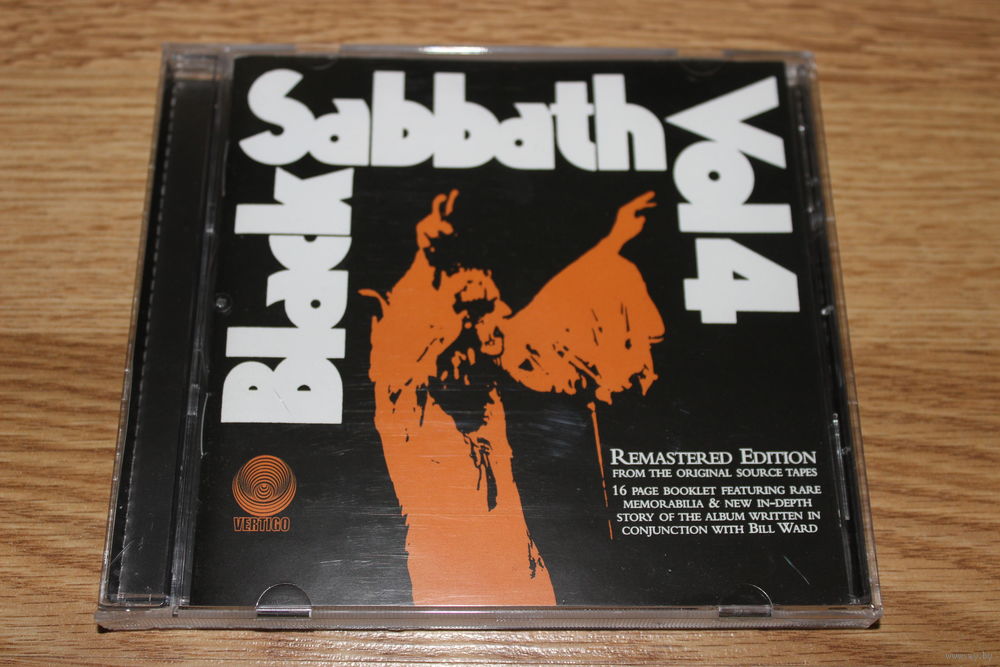 Black
Sabbath
Vol 4
VERTIGO
REMASTERED EDITION
FROM THE ORIGINAL SOURCE TAPES
16 PAGE BOOKLET FEATURING RARE
MEMORABILIA & NEW IN-DEPTH
STORY OF THE ALBUM WRITTEN IN
CONJUNCTION WITH BILL WARD